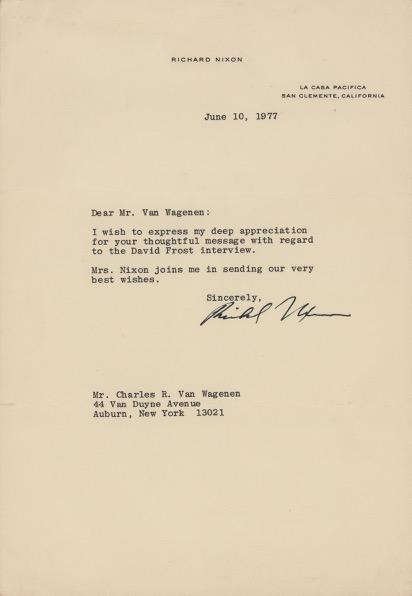 RICHARD NIXON
LA CASA PACIFICA
SAN CLEMENTE, CALIFORNIA
June 10, 1977
Dear Mr. Van Wagenen:
I wish to express my deep appreciation
for your thoughtful message with regard
to the David Frost interview.
Mrs. Nixon joins me in sending our very
best wishes.
Sincerely,
Richard Nixon
Mr. Charles R. Van Wagenen
44 Van Duyne Avenue
Auburn, New York 13021